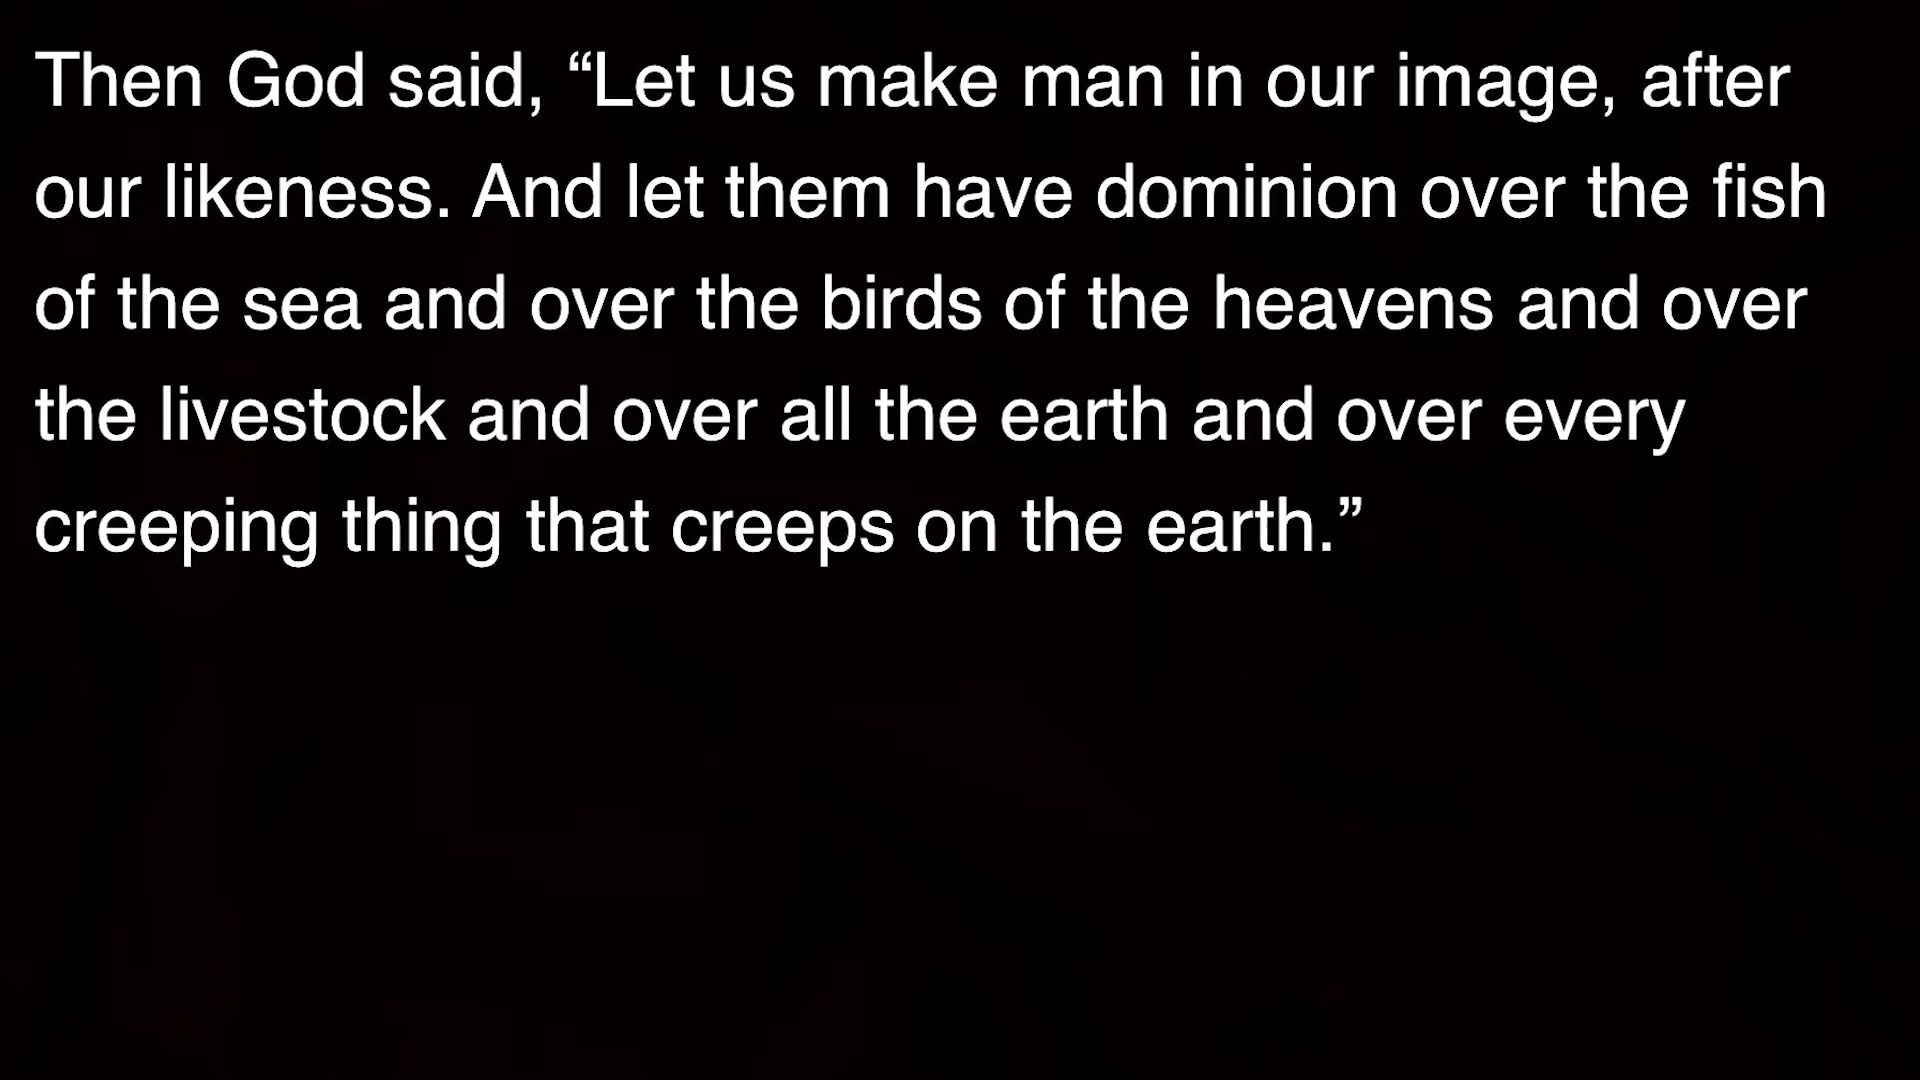 Then God said, “Let us make man in our image, after
our likeness. And let them have dominion over the fish
of the sea and over the birds of the heavens and over
the livestock and over all the earth and over every
creeping thing that creeps on the earth.”